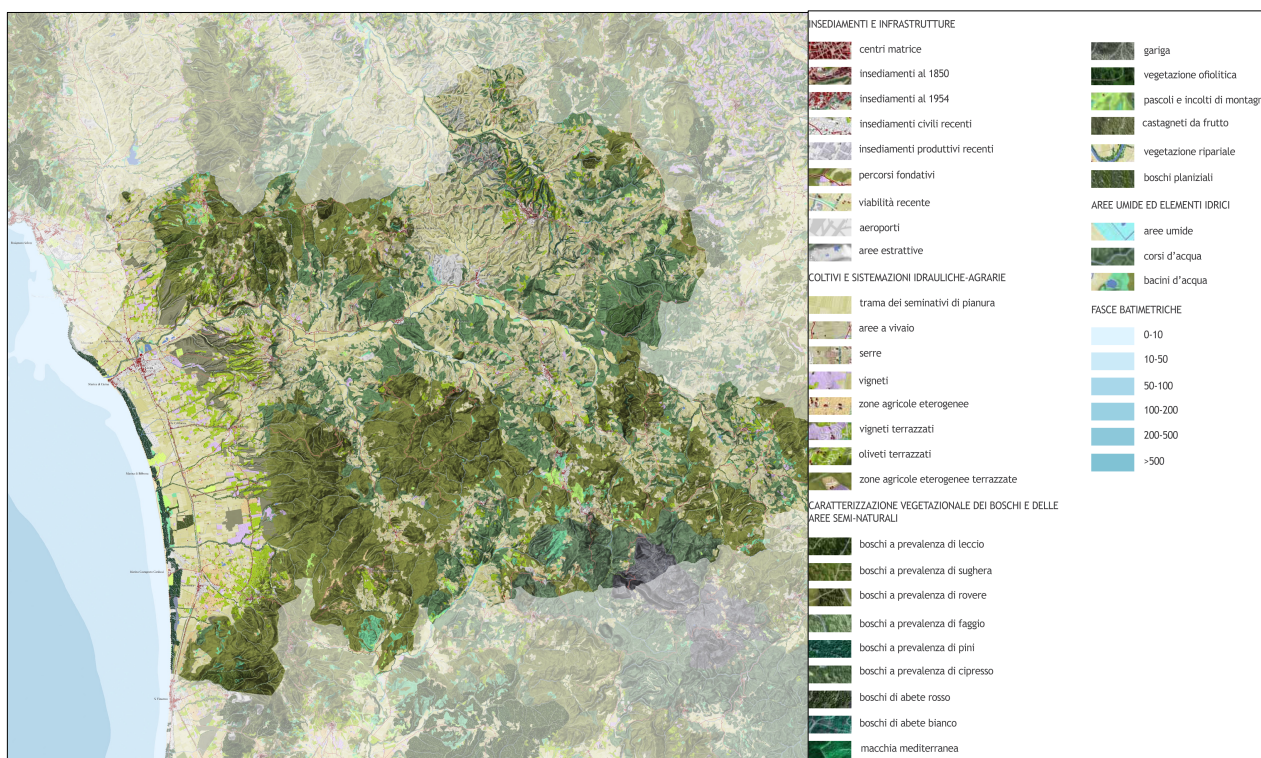 INSEDIAMENTI E INFRASTRUTTURE
centri matrice
insediamenti al 1850
insediamenti al 1954
insediamenti civili recenti
insediamenti produttivi recenti
percorsi fondativi
viabilità recente
aeroporti
aree estrattive
COLTIVI E SISTEMAZIONI IDRAULICHE-AGRARIE
trama dei seminativi di pianura
aree a vivaio
serre
vigneti
zone agricole eterogenee
vigneti terrazzati
oliveti terrazzati
zone agricole eterogenee terrazzate
CARATTERIZZAZIONE VEGETAZIONALE DEI BOSCHI E DELLE
AREE SEMI-NATURALI
boschi a prevalenza di leccio
boschi a prevalenza di sughera
boschi a prevalenza di rovere
boschi a prevalenza di faggio
boschi a prevalenza di pini
boschi a prevalenza di cipresso
boschi di abete rosso
boschi di abete bianco
macchia mediterranea
gariga
vegetazione ofiolitica
pascoli e incolti di montagn
castagneti da frutto
vegetazione ripariale
boschi planiziali
AREE UMIDE ED ELEMENTI IDRICI
aree umide
corsi d'acqua
bacini d'acqua
FASCE BATIMETRICHE
0-10
10-50
50-100
100-200
200-500
>500